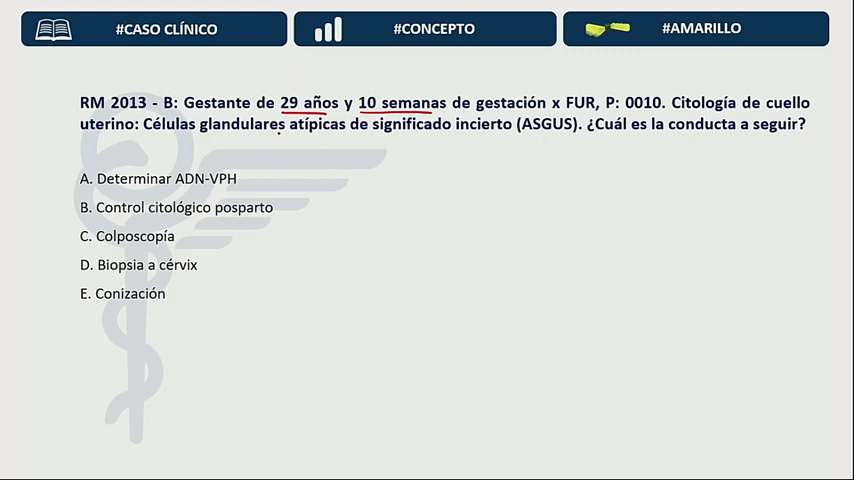 #CASO CLÍNICO
#CONCEPTO
#AMARILLO
RM 2013 - B: Gestante de 29 años y 10 semanas de gestación x FUR, P: 0010. Citología de cuello
uterino: Células glandulares atípicas de significado incierto (ASGUS). ¿Cuál es la conducta a seguir?
A. Determinar ADN-VPH
B. Control citológico posparto
C. Colposcopía
D. Biopsia a cérvix
E. Conización